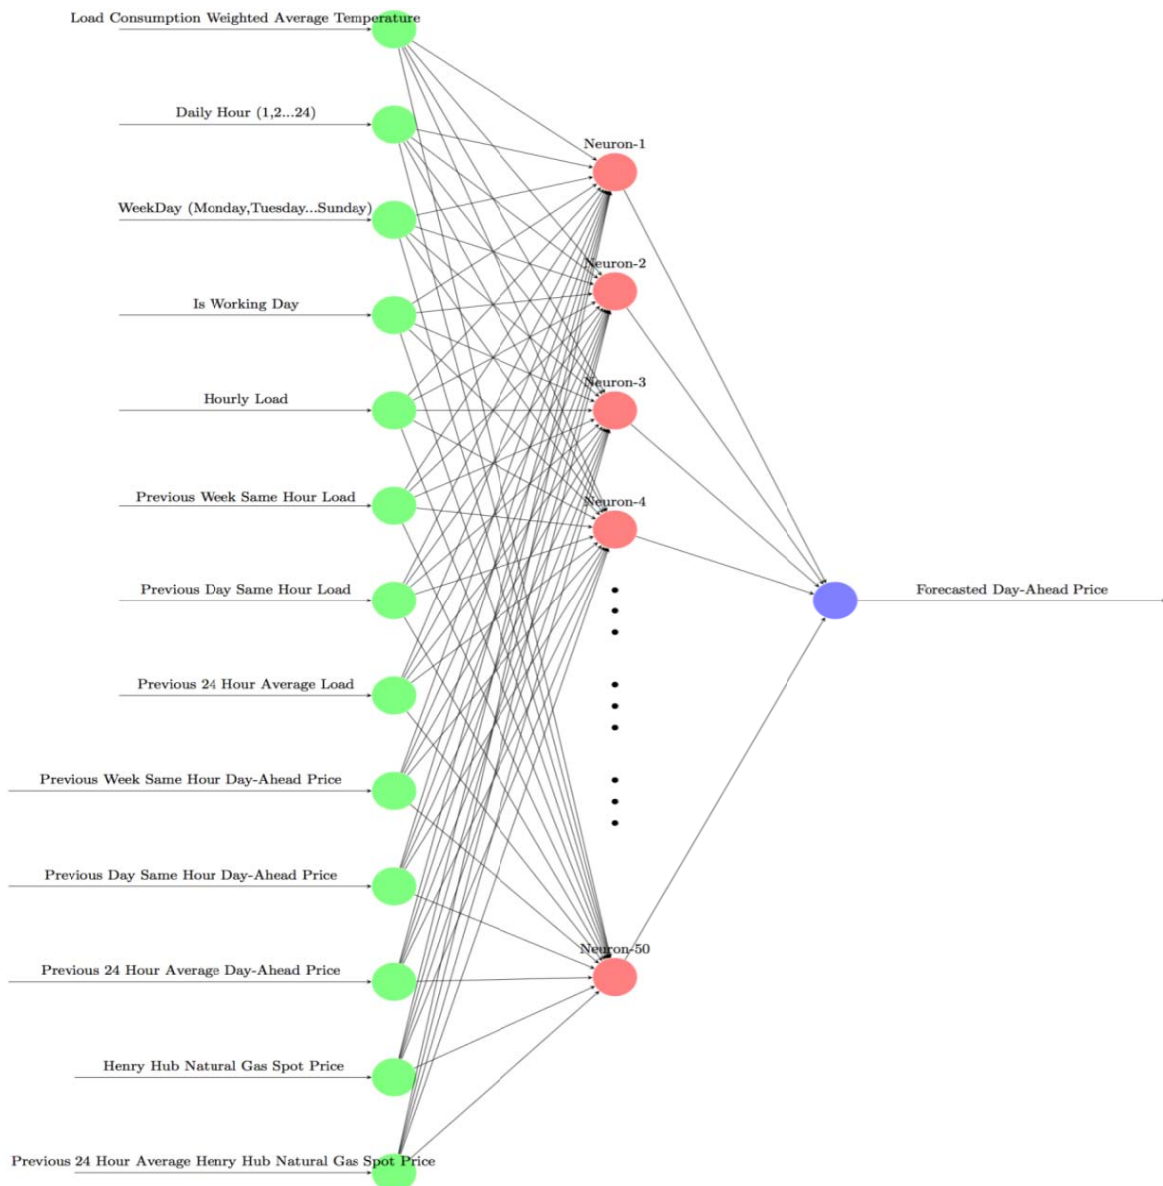 Load Consumption Weighted Average Temperature
Daily Hour (1,2...24)
WeekDay (Monday,Tuesday...Sunday)
Is Working Day
Hourly Load
Previous Week Same Hour Load
Previous Day Same Hour Load
Previous 24 Hour Average Load
Previous Week Same Hour Day-Ahead Price
Previous Day Same Hour Day-Ahead Price
Previous 24 Hour Average Day-Ahead Price
Henry Hub Natural Gas Spot Price
Previous 24 Hour Average Henry Hub Natural Gas Spot Price
Neuron-1
Neuron-2
Neuron-3
Neuron-4
Neuron-50
Forecasted Day-Ahead Price